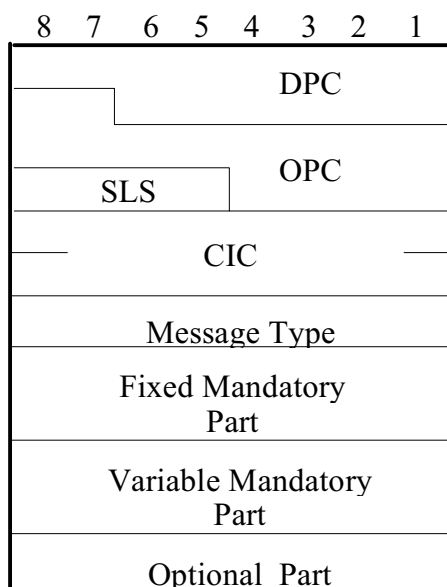 8 7 6 5 4 3 2 1
DPC
OPC
SLS
CIC
Message Type
Fixed Mandatory
Part
Variable Mandatory
Part
Optional Part